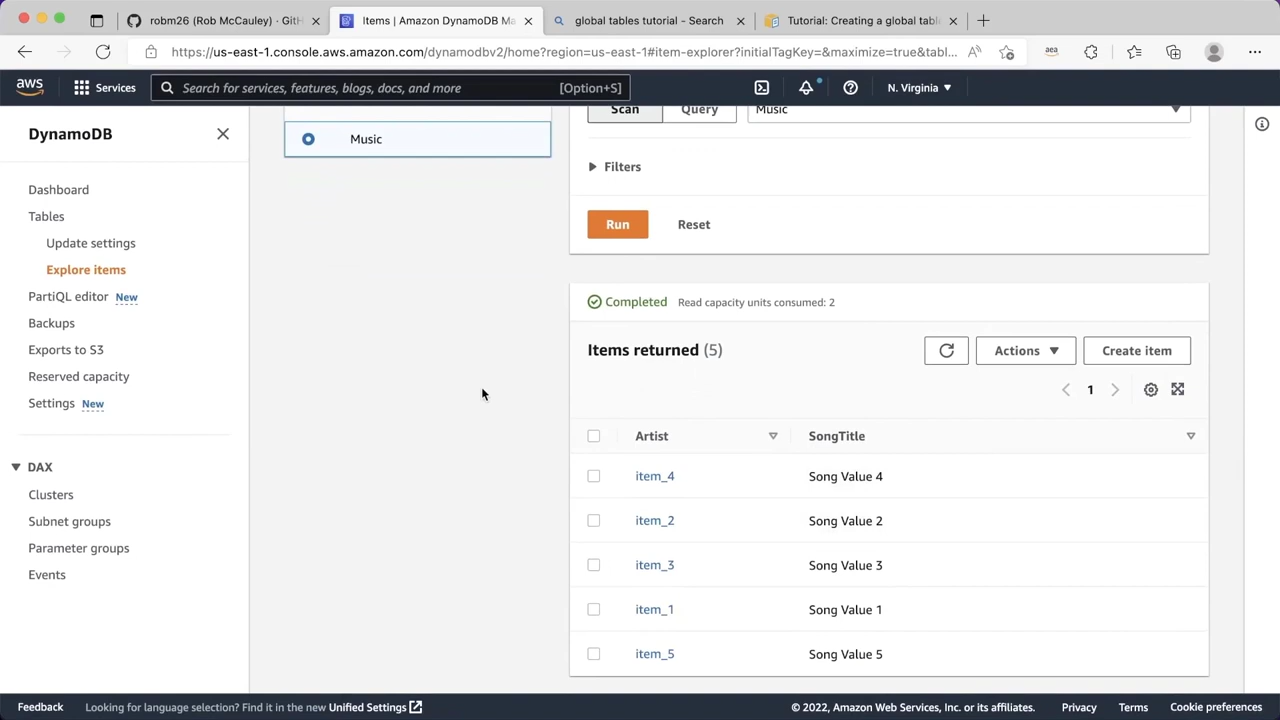 robm26 (Rob McCauley) · GitH
Items | Amazon DynamoDB Ma
global tables tutorial - Search
Tutorial: Creating a global table
https://us-east-1.console.aws.amazon.com/dynamodbv2/home?region=us-east-1#item-explorer?initialTagKey=&maximize=true&tabl...
aea
aws
Services
Search for services, features, blogs, docs, and more
[Option+S]
N. Virginia
DynamoDB
Dashboard
Tables
Update settings
Explore items
PartiQL editor New
Backups
Exports to S3
Reserved capacity
Settings New
DAX
Clusters
Subnet groups
Parameter groups
Events
Music
Scan
Query
Music
Filters
Run
Reset
Completed
Read capacity units consumed: 2
Items returned (5)
Actions
Create item
1
Artist
SongTitle
item_4
Song Value 4
item_2
Song Value 2
item_3
Song Value 3
item_1
Song Value 1
item_5
Song Value 5
Feedback
Looking for language selection? Find it in the new Unified Settings
© 2022, Amazon Web Services, Inc. or its affiliates.
Privacy
Terms
Cookie preferences